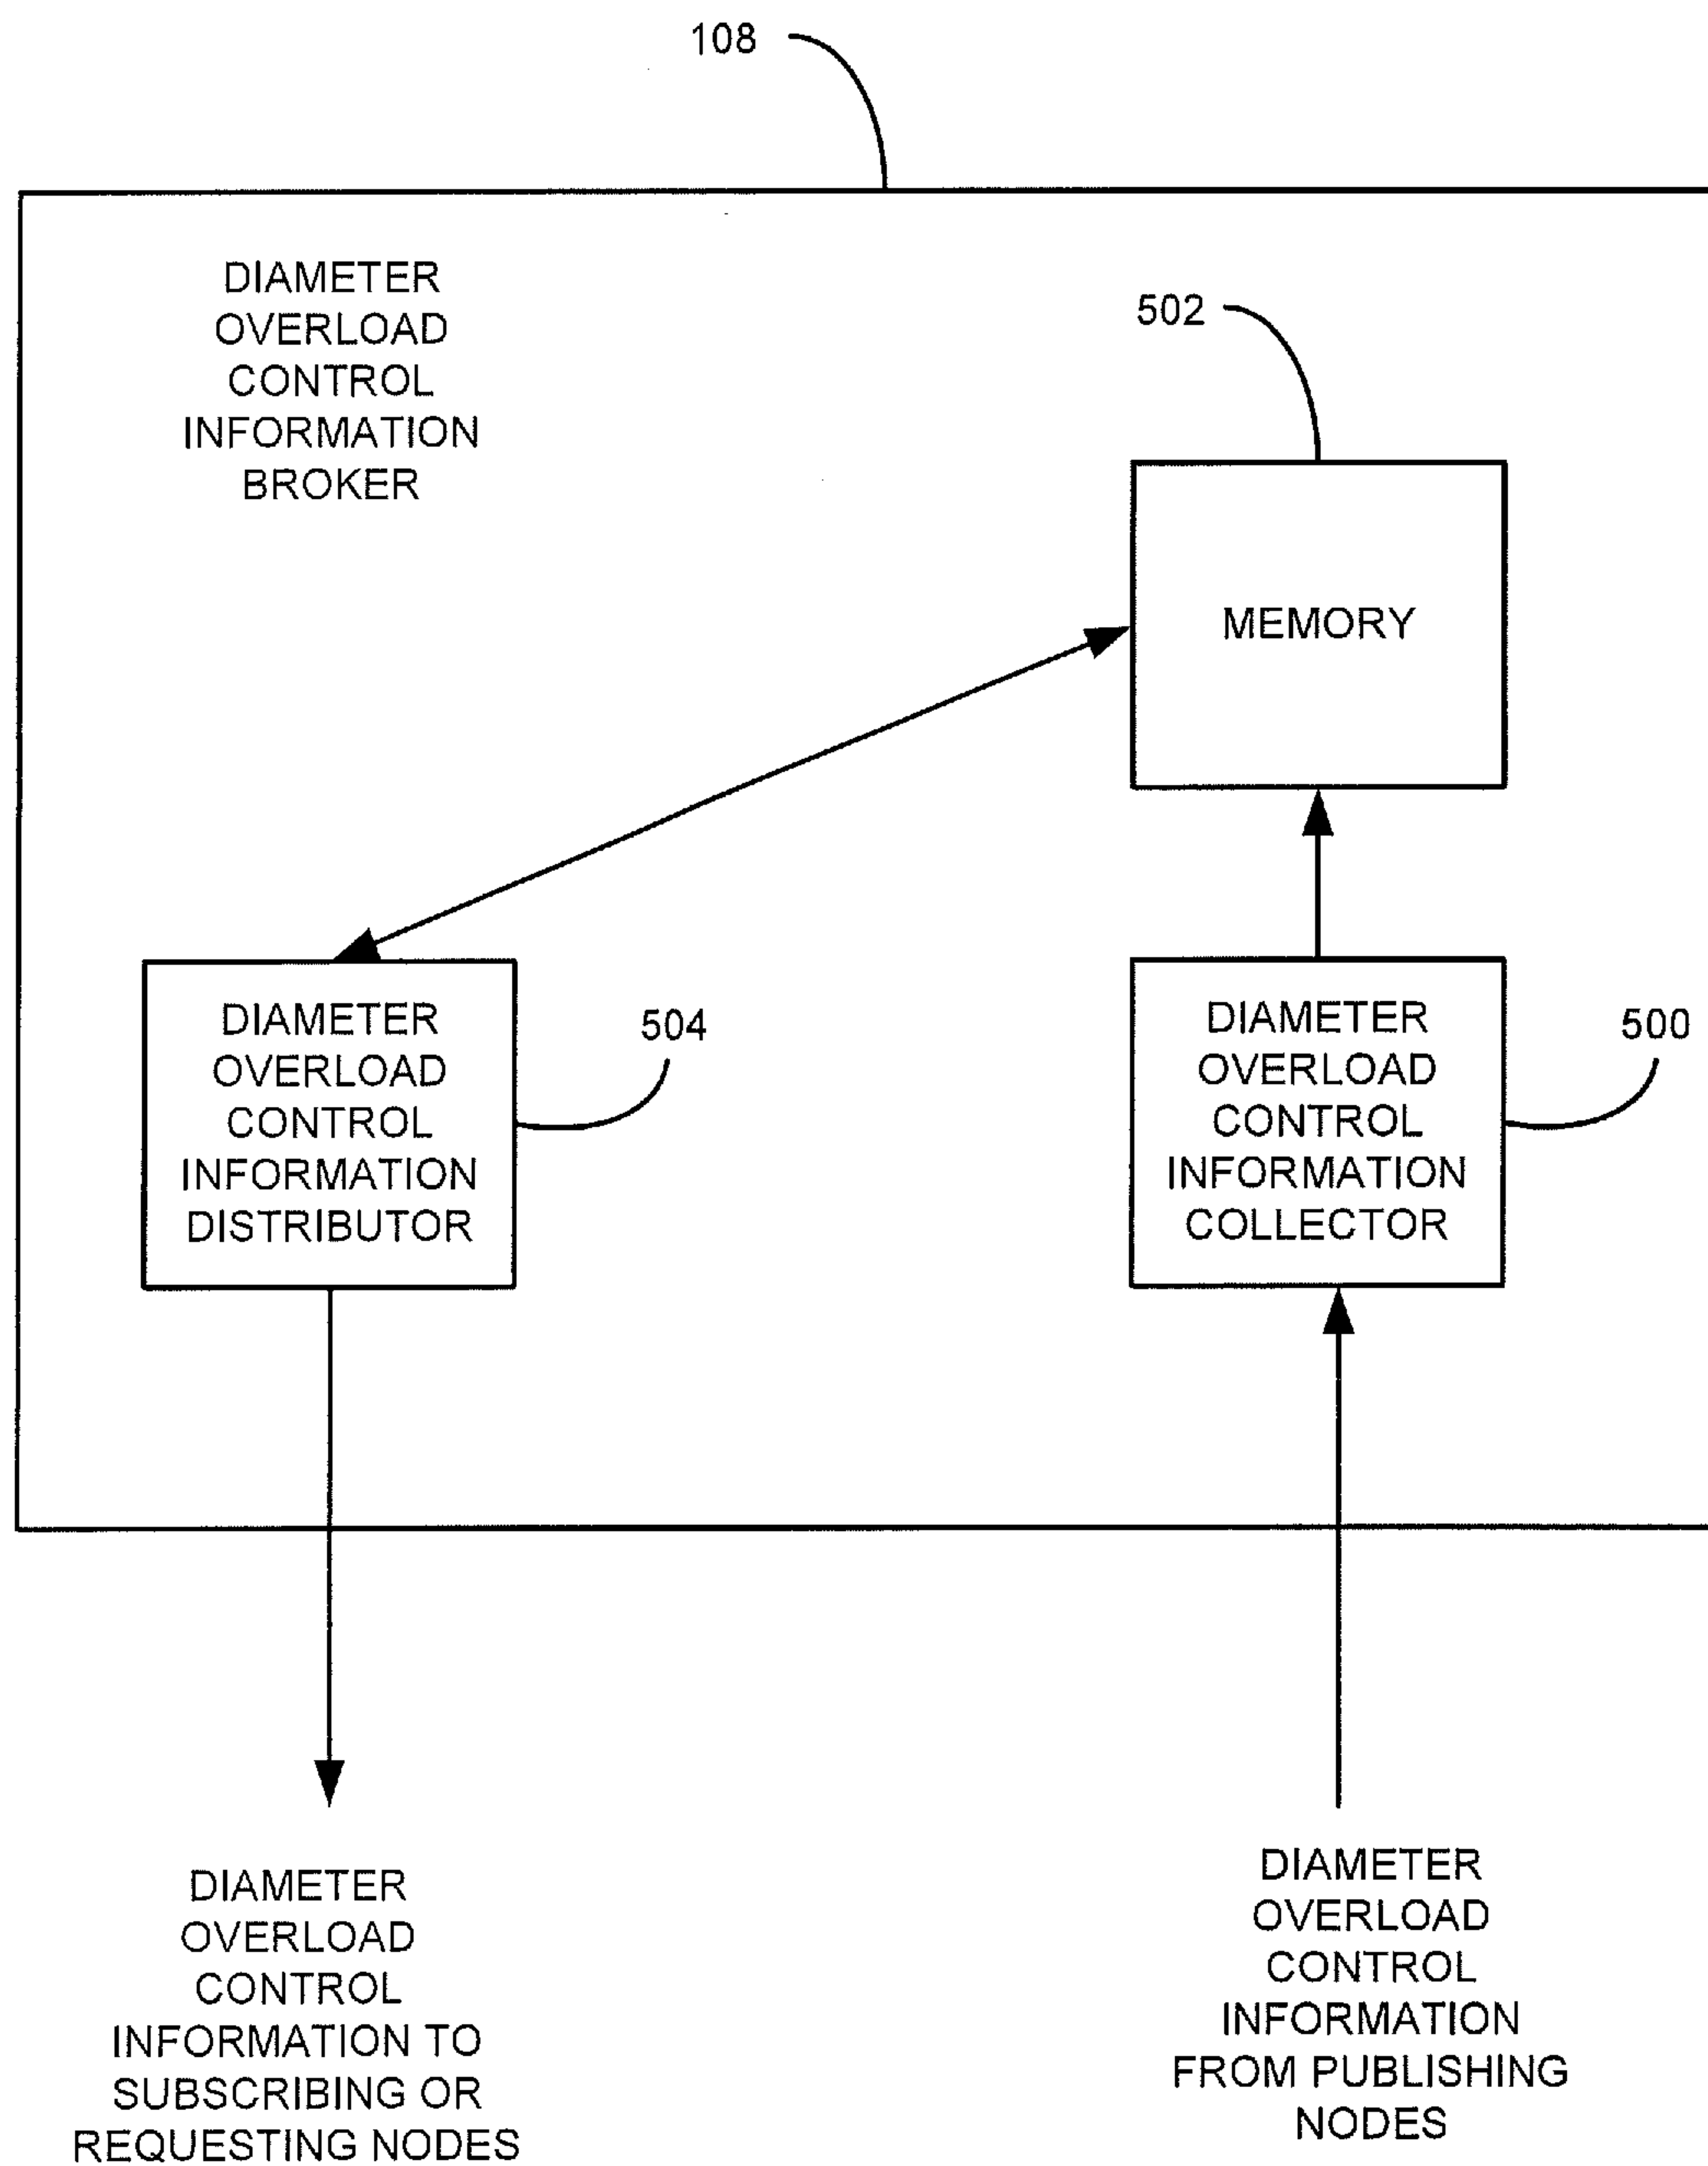 108
DIAMETER
OVERLOAD
CONTROL
INFORMATION
BROKER
502
MEMORY
DIAMETER
OVERLOAD
CONTROL
INFORMATION
DISTRIBUTOR
504
DIAMETER
OVERLOAD
CONTROL
INFORMATION
COLLECTOR
500
DIAMETER
OVERLOAD
CONTROL
INFORMATION TO
SUBSCRIBING OR
REQUESTING NODES
DIAMETER
OVERLOAD
CONTROL
INFORMATION
FROM PUBLISHING
NODES